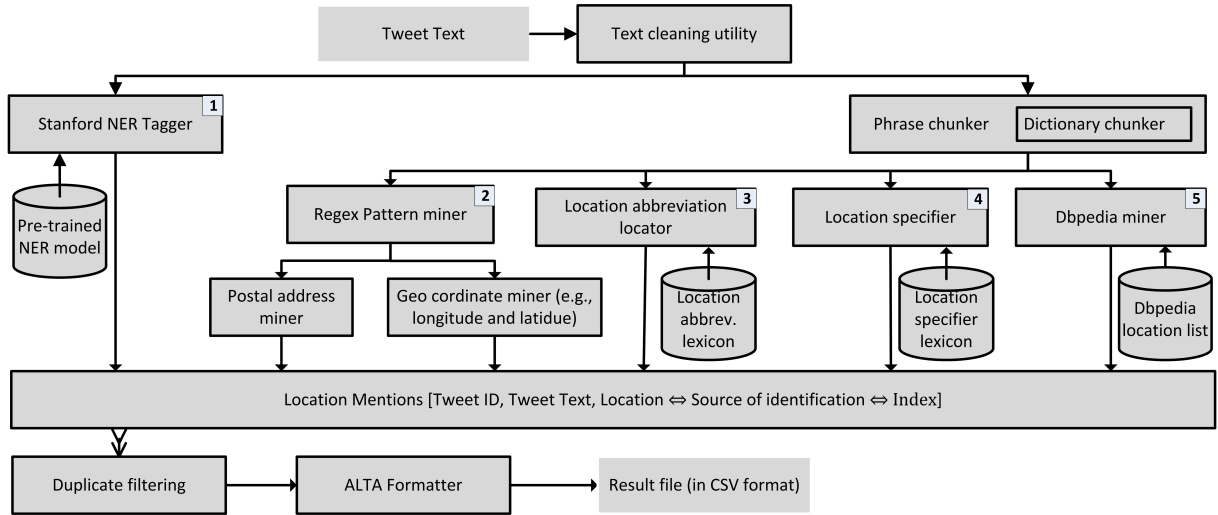 Tweet Text
Text cleaning utility
1
Stanford NER Tagger
Phrase chunker
Dictionary chunker
Pre-trained
NER model
2
Regex Pattern miner
3
Location abbreviation
locator
4
Location specifier
5
Dbpedia miner
Postal address
miner
Geo cordinate miner (e.g.,
longitude and latidue)
Location
abbrev.
lexicon
Location
specifier
lexicon
Dbpedia
location list
Location Mentions [Tweet ID, Tweet Text, Location ⇔ Source of identification ⇔ Index]
Duplicate filtering
ALTA Formatter
Result file (in CSV format)